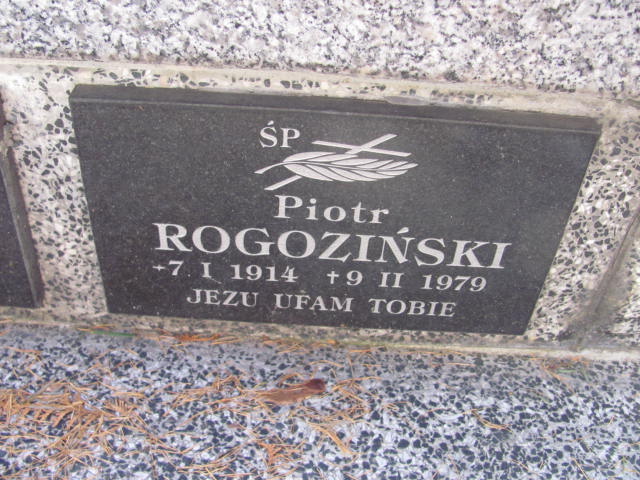 ŚP
Piotr
ROGOZIŃSKI
+7 I 1914 †9 II 1979
JEZU UFAM TOBIE